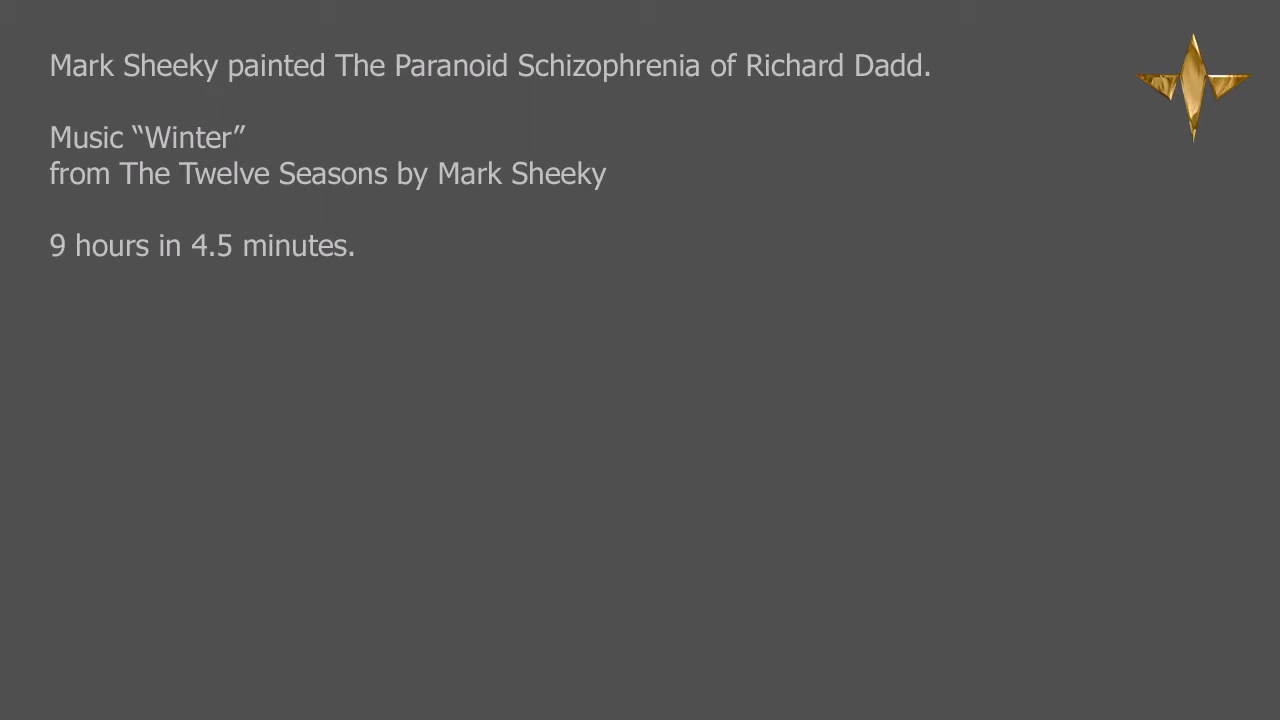 Mark Sheeky painted The Paranoid Schizophrenia of Richard Dadd.
Music “Winter”
from The Twelve Seasons by Mark Sheeky
9 hours in 4.5 minutes.